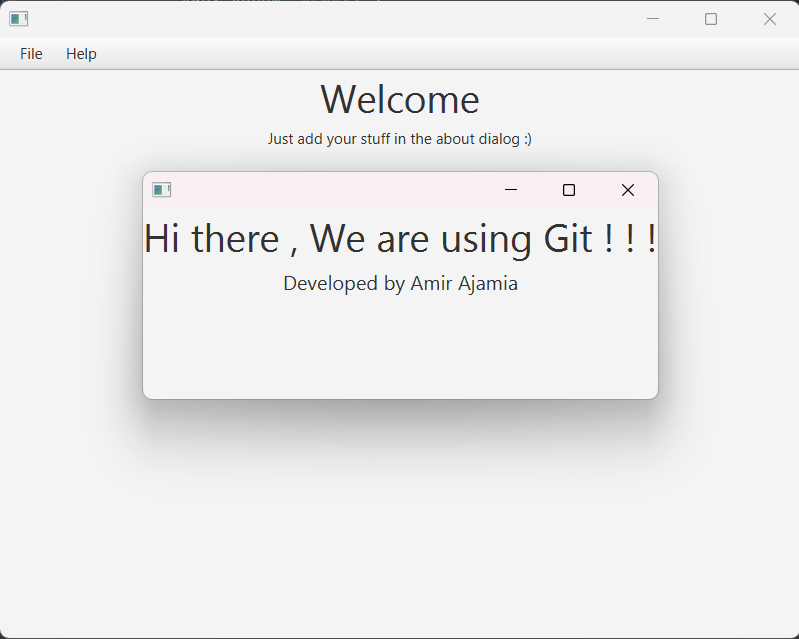 File Help
Welcome
Just add your stuff in the about dialog :)
Hi there , We are using Git ! ! !
Developed by Amir Ajamia